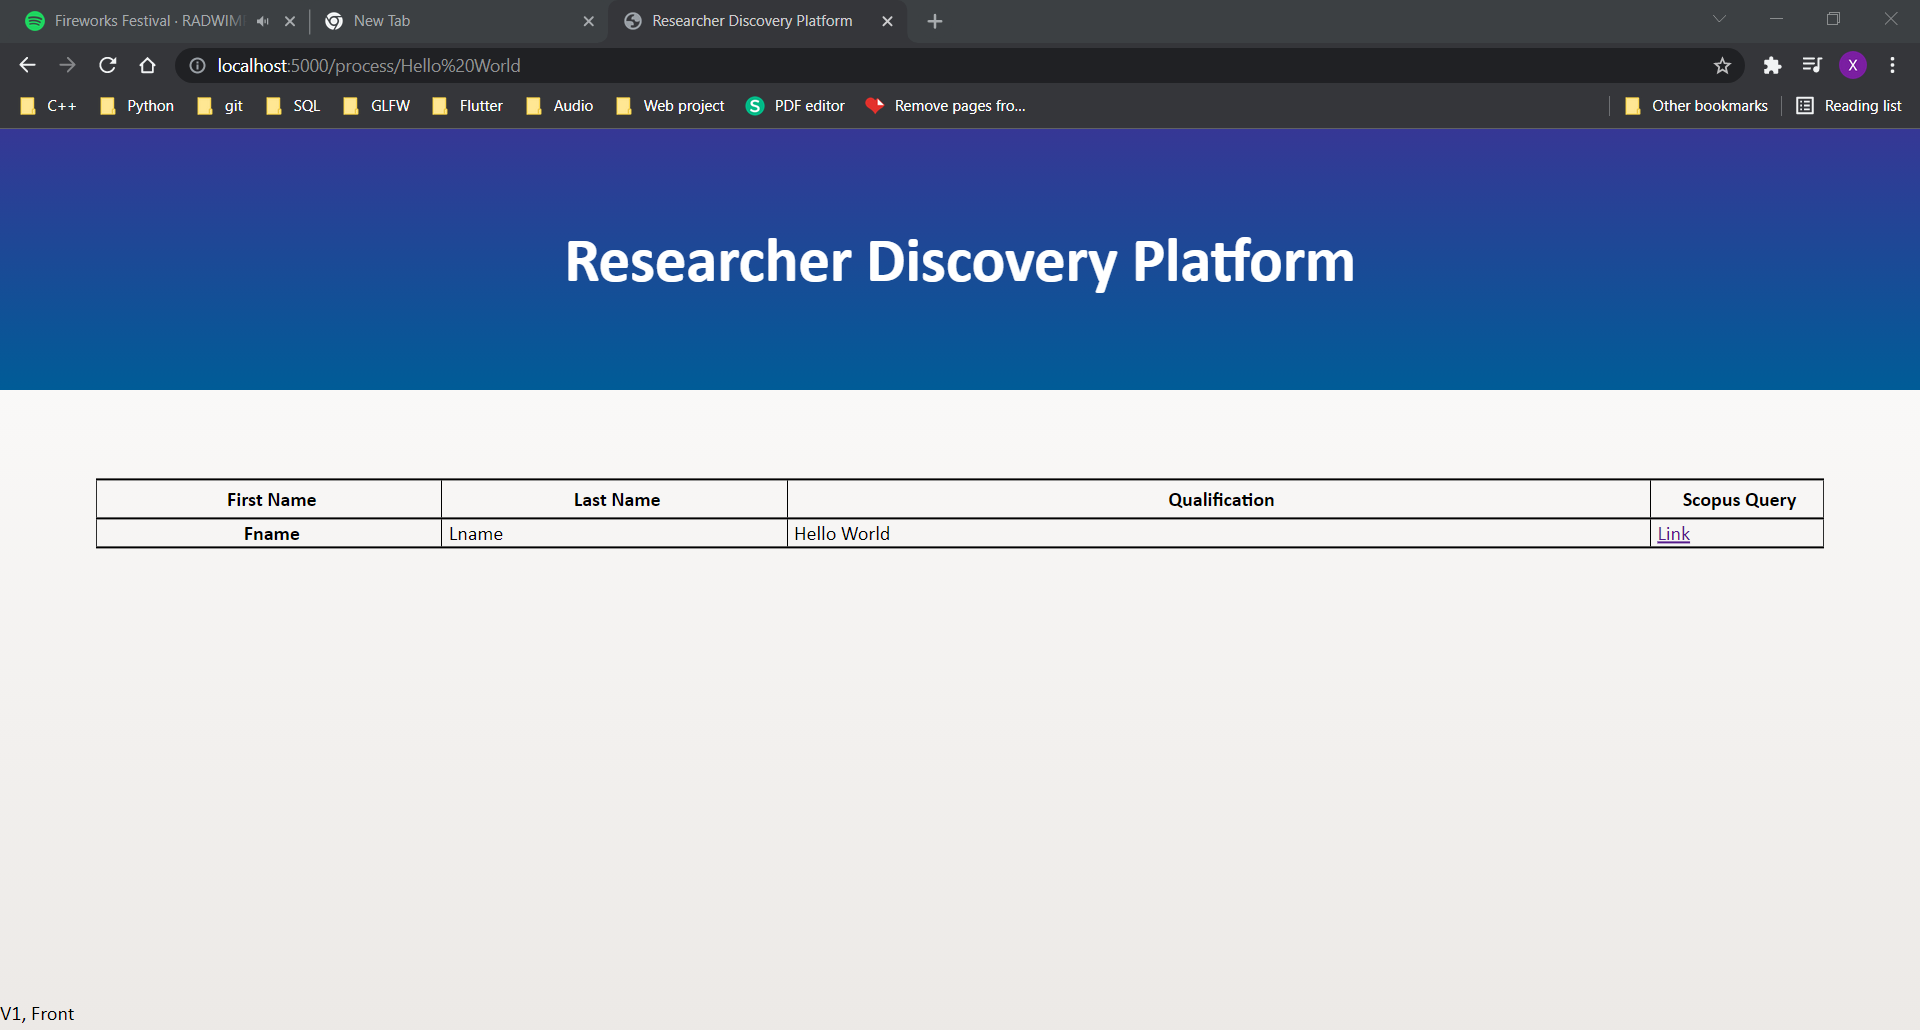 Fireworks Festival · RADWIM
New Tab
Researcher Discovery Platform
localhost:5000/process/Hello%20World
X
C++ Python git SQL GLFW Flutter Audio Web project S PDF editor Remove pages fro... Other bookmarks Reading list
Researcher Discovery Platform
First Name Last Name Qualification Scopus Query
Fname Lname Hello World Link
V1, Front